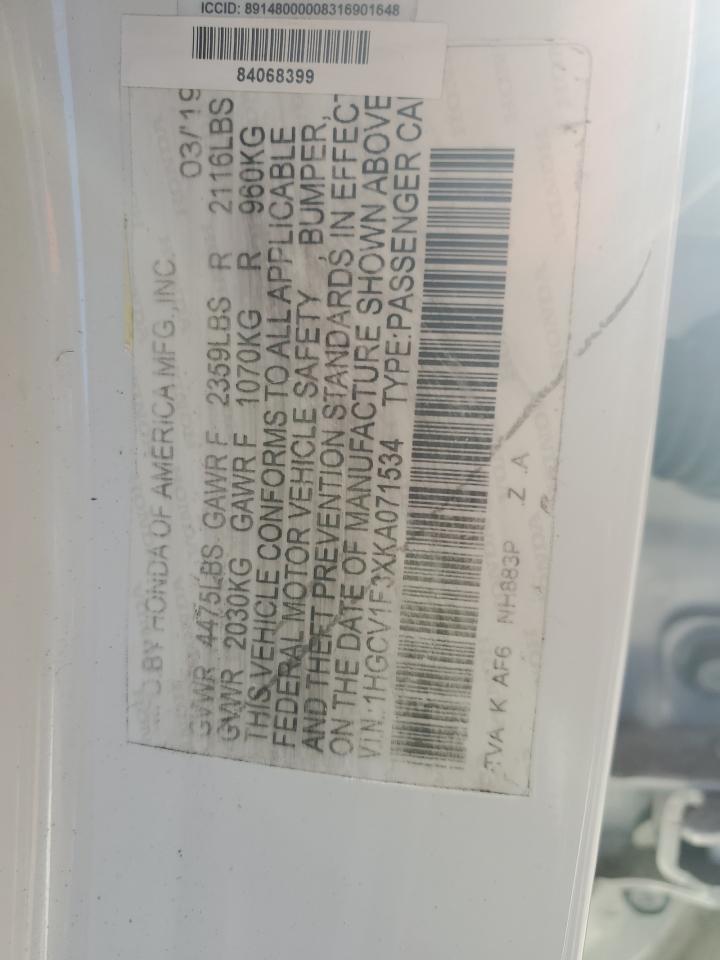 ICCID: 89148000008316901648
84068399
BY HONDA OF AMERICA MFG.,INC. 03/19
GVWR 4475LBS GAWR F 2359LBS R 2116LBS
GVWR 2030KG GAWR F 1070KG R 960KG
THIS VEHICLE CONFORMS TO ALL APPLICABLE
FEDERAL MOTOR VEHICLE SAFETY, BUMPER,
AND THEFT PREVENTION STANDARDS IN EFFECT
ON THE DATE OF MANUFACTURE SHOWN ABOVE
VIN:1HGCV1F3XKA071534 TYPE:PASSENGER CA
TVA K AF6 NH883P Z .A